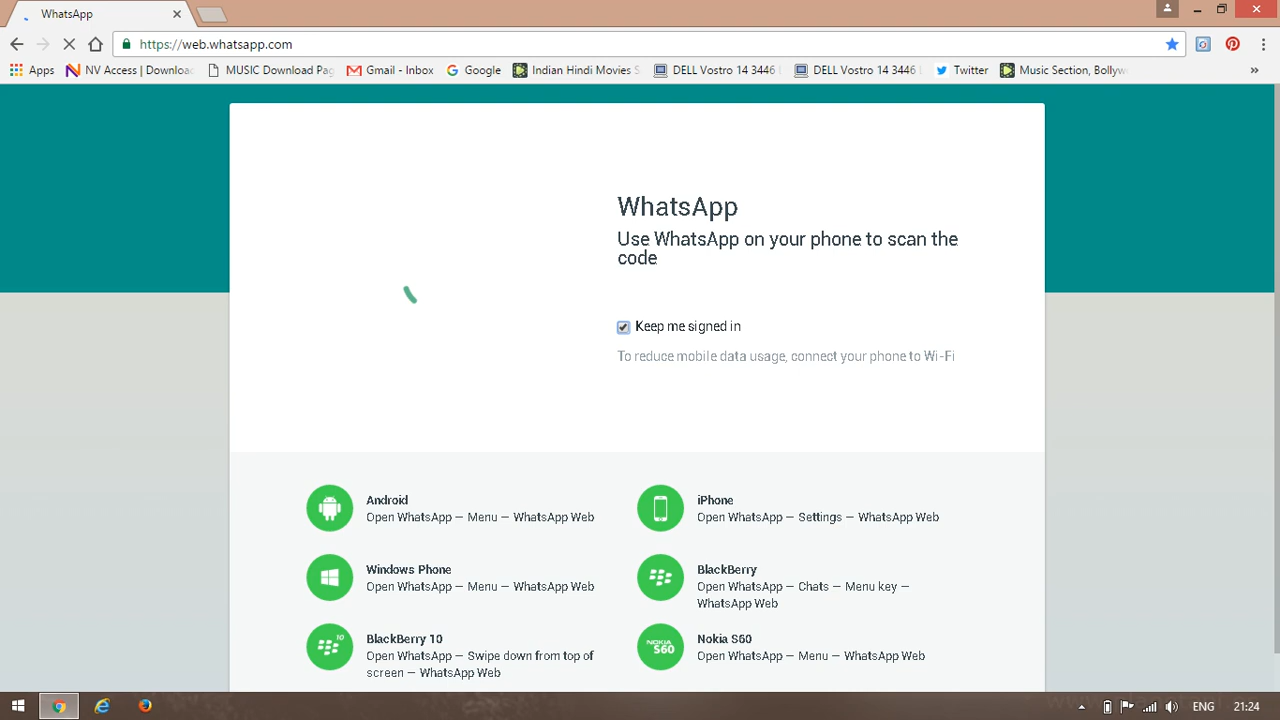 WhatsApp
https://web.whatsapp.com
Apps NV Access | Downloa MUSIC Download Pag Gmail - Inbox Google Indian Hindi Movies S DELL Vostro 14 3446 DELL Vostro 14 3446 Twitter Music Section, Bollyw »
WhatsApp
Use WhatsApp on your phone to scan the
code
Keep me signed in
To reduce mobile data usage, connect your phone to Wi-Fi
Android
Open WhatsApp — Menu — WhatsApp Web
iPhone
Open WhatsApp — Settings — WhatsApp Web
Windows Phone
Open WhatsApp — Menu — WhatsApp Web
BlackBerry
Open WhatsApp — Chats — Menu key —
WhatsApp Web
10
BlackBerry 10
Open WhatsApp — Swipe down from top of
screen — WhatsApp Web
NOKIA
S60
Nokia S60
Open WhatsApp — Menu — WhatsApp Web
ENG 21:24